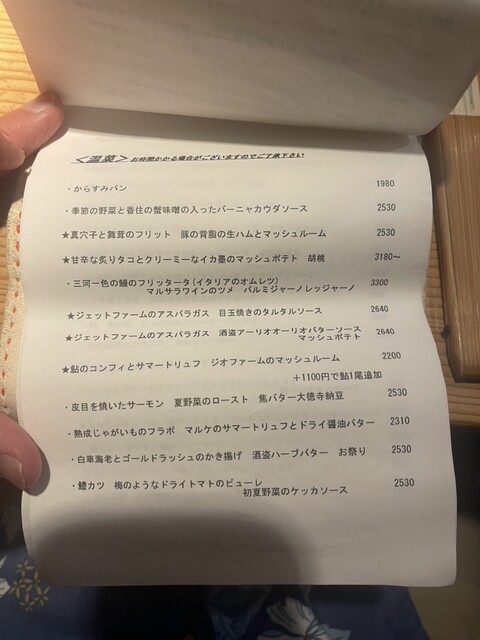 ＜温菜＞ お時間かかる場合がございますのでご了承下さい
・からすみパン 1980
・季節の野菜と香住の蟹味噌の入ったバーニャカウダソース 2530
★真穴子と舞茸のフリット　豚の背脂の生ハムとマッシュルーム 2530
★甘辛な炙りタコとクリーミーなイカ墨のマッシュポテト　胡桃 3180～
・三河一色の鰻のフリッタータ(イタリアのオムレツ)
マルサラワインのツメ　パルミジャーノレッジャーノ 3300
★ジェットファームのアスパラガス　目玉焼きのタルタルソース 2640
★ジェットファームのアスパラガス　酒盗アーリオオーリオバターソース 2640
マッシュポテト
★鮎のコンフィとサマートリュフ　ジオファームのマッシュルーム 2200
＋1100円で鮎1尾追加
・皮目を焼いたサーモン　夏野菜のロースト　焦バター大徳寺納豆 2530
・熟成じゃがいものフラポ　マルケのサマートリュフとドライ醤油バター 2310
・白車海老とゴールドラッシュのかき揚げ　酒盗ハーブバター　お祭り 2530
・鱧カツ　梅のようなドライトマトのピューレ 2530
初夏野菜のケッカソース